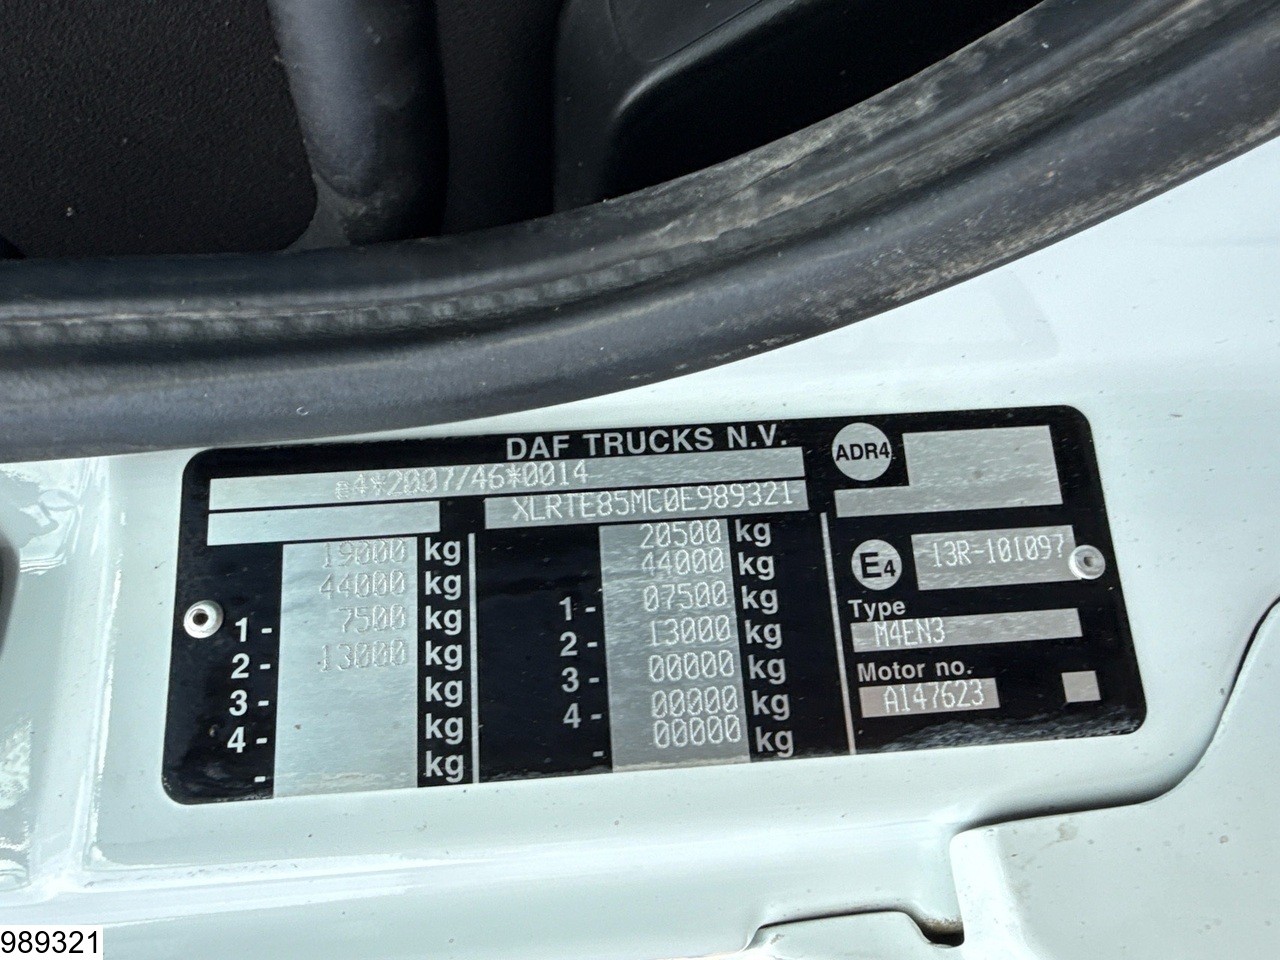 DAF TRUCKS N.V.
e4*2007/46*0014
XLRTE85MC0E989321
19000 kg
44000 kg
1 - 7500 kg
2 - 13000 kg
3 - kg
4 - kg
- kg
20500 kg
44000 kg
1 - 07500 kg
2 - 13000 kg
3 - 00000 kg
4 - 00000 kg
- 00000 kg
ADR4
E4 13R-101097
Type
M4EN3
Motor no.
A147623
989321